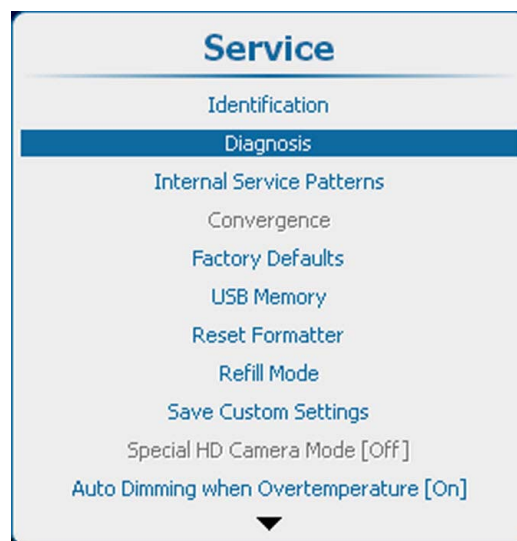 Service
Identification
Diagnosis
Internal Service Patterns
Convergence
Factory Defaults
USB Memory
Reset Formatter
Refill Mode
Save Custom Settings
Special HD Camera Mode [Off]
Auto Dimming when Overtemperature [On]